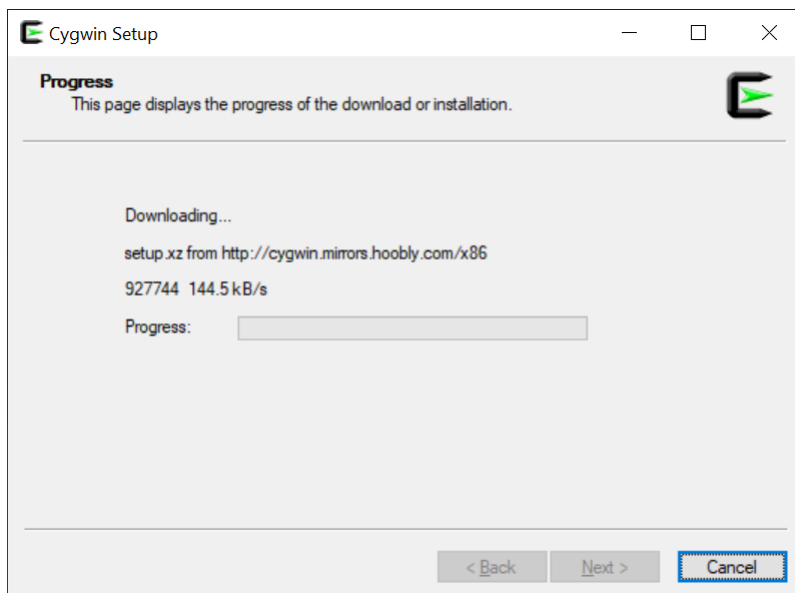 Cygwin Setup
Progress
This page displays the progress of the download or installation.
Downloading...
setup.xz from http://cygwin.mirrors.hoobly.com/x86
927744 144.5 kB/s
Progress:
< Back Next > Cancel